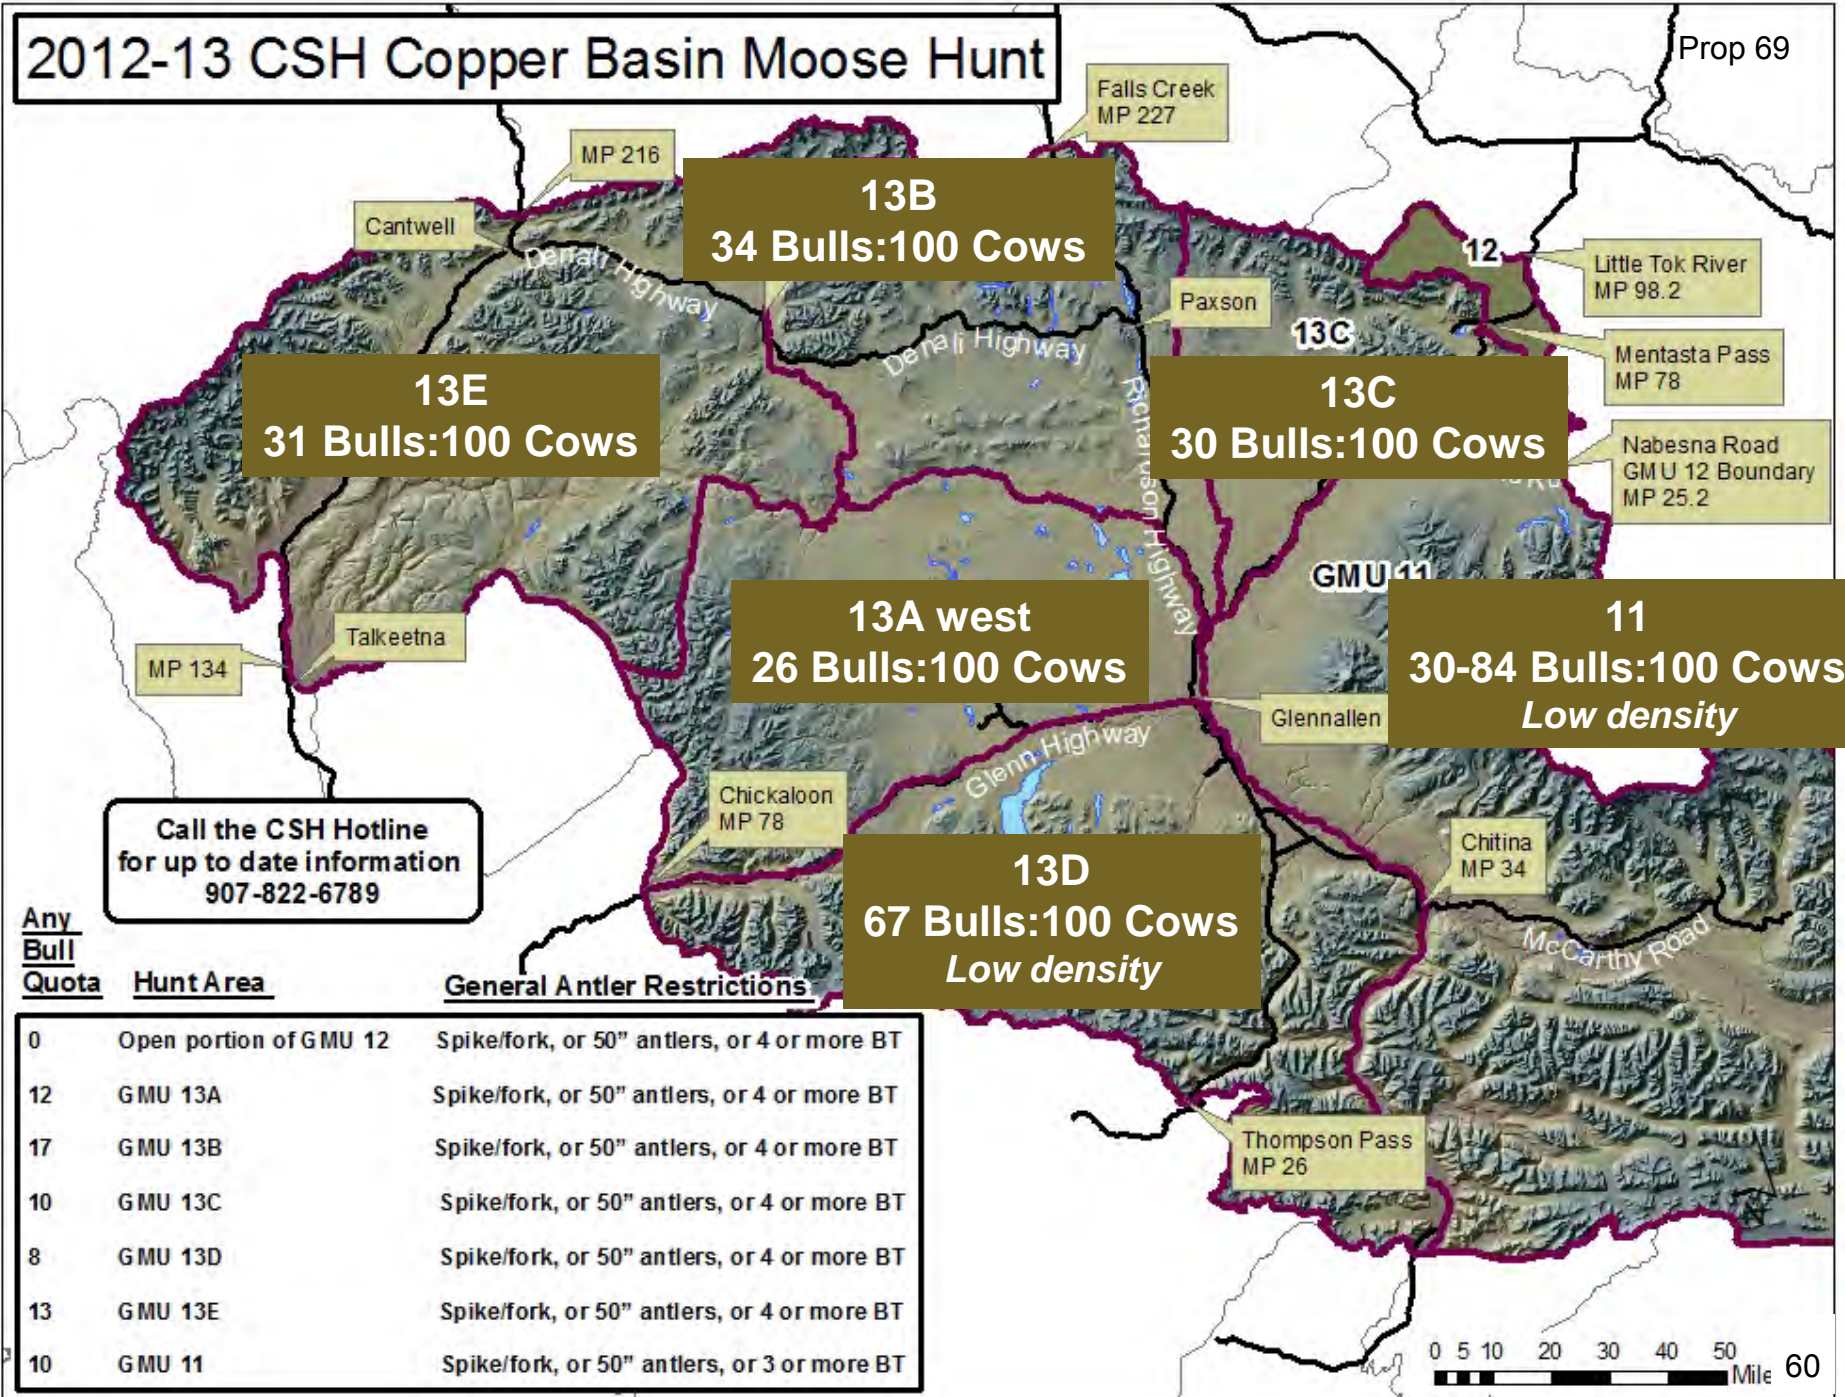 2012-13 CSH Copper Basin Moose Hunt
Prop 69
Falls Creek
MP 227
MP 216
Cantwell
13B
34 Bulls:100 Cows
12
Little Tok River
MP 98.2
Denali Highway
Paxson
13C
Denali Highway
Mentasta Pass
MP 78
13E
31 Bulls:100 Cows
13C
30 Bulls:100 Cows
Richardson Highway
Nabesna Road
GMU 12 Boundary
MP 25.2
GMU 11
13A west
26 Bulls:100 Cows
11
30-84 Bulls:100 Cows
Low density
Talkeetna
MP 134
Glennallen
Glenn Highway
Chickaloon
MP 78
Call the CSH Hotline
for up to date information
907-822-6789
13D
67 Bulls:100 Cows
Low density
Chitina
MP 34
McCarthy Road
Thompson Pass
MP 26
Any
Bull
Quota Hunt Area General Antler Restrictions
0 Open portion of GMU 12 Spike/fork, or 50” antlers, or 4 or more BT
12 GMU 13A Spike/fork, or 50” antlers, or 4 or more BT
17 GMU 13B Spike/fork, or 50” antlers, or 4 or more BT
10 GMU 13C Spike/fork, or 50” antlers, or 4 or more BT
8 GMU 13D Spike/fork, or 50” antlers, or 4 or more BT
13 GMU 13E Spike/fork, or 50” antlers, or 4 or more BT
10 GMU 11 Spike/fork, or 50” antlers, or 3 or more BT
0 5 10 20 30 40 50
Mile
60